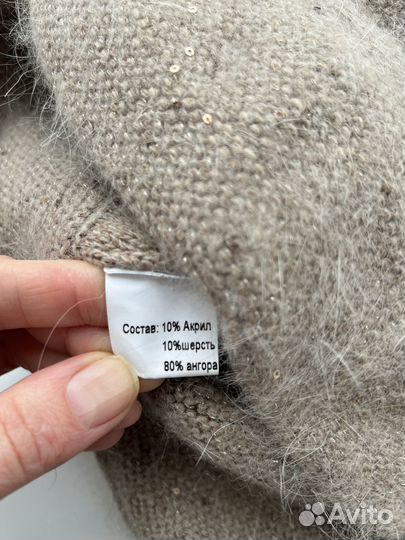 Состав: 10% Акрил
10%шерсть
80% ангора
Avito